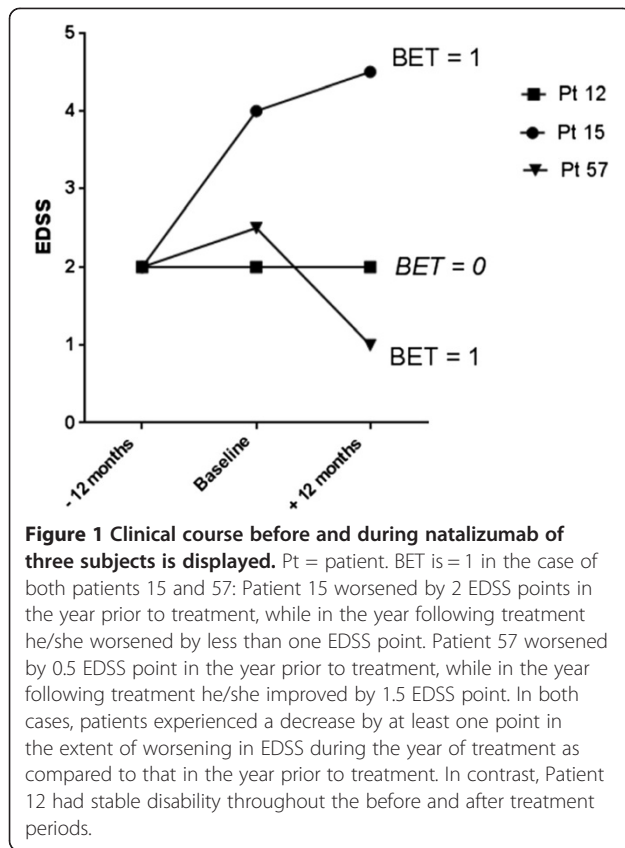 5
BET = 1
Pt 12
4
Pt 15
Pt 57
3
EDSS
2
BET = 0
1
BET = 1
0
- 12 months
Baseline
+ 12 months
Figure 1 Clinical course before and during natalizumab of
three subjects is displayed. Pt = patient. BET is = 1 in the case of
both patients 15 and 57: Patient 15 worsened by 2 EDSS points in
the year prior to treatment, while in the year following treatment
he/she worsened by less than one EDSS point. Patient 57 worsened
by 0.5 EDSS point in the year prior to treatment, while in the year
following treatment he/she improved by 1.5 EDSS point. In both
cases, patients experienced a decrease by at least one point in
the extent of worsening in EDSS during the year of treatment as
compared to that in the year prior to treatment. In contrast, Patient
12 had stable disability throughout the before and after treatment
periods.